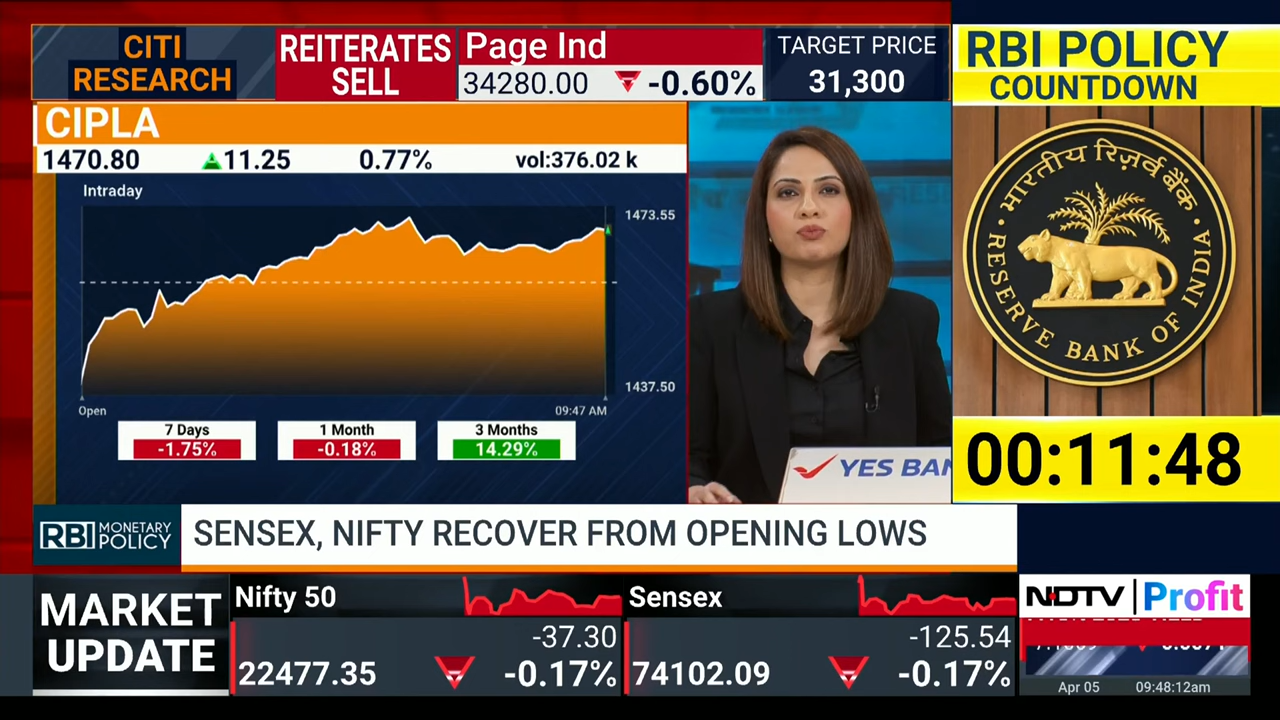 CITI
RESEARCH
REITERATES
SELL
Page Ind
34280.00 -0.60%
TARGET PRICE
31,300
RBI POLICY
COUNTDOWN
CIPLA
1470.80 11.25 0.77% vol:376.02 k
Intraday
1473.55
1437.50
Open 09:47 AM
7 Days
-1.75%
1 Month
-0.18%
3 Months
14.29%
YES BAN
भारतीय रिज़र्व बैंक
RESERVE BANK OF INDIA
00:11:48
RBI MONETARY
POLICY
SENSEX, NIFTY RECOVER FROM OPENING LOWS
MARKET
UPDATE
Nifty 50
-37.30
22477.35 -0.17%
Sensex
-125.54
74102.09 -0.17%
NDTV Profit
Apr 05 09:48:12am